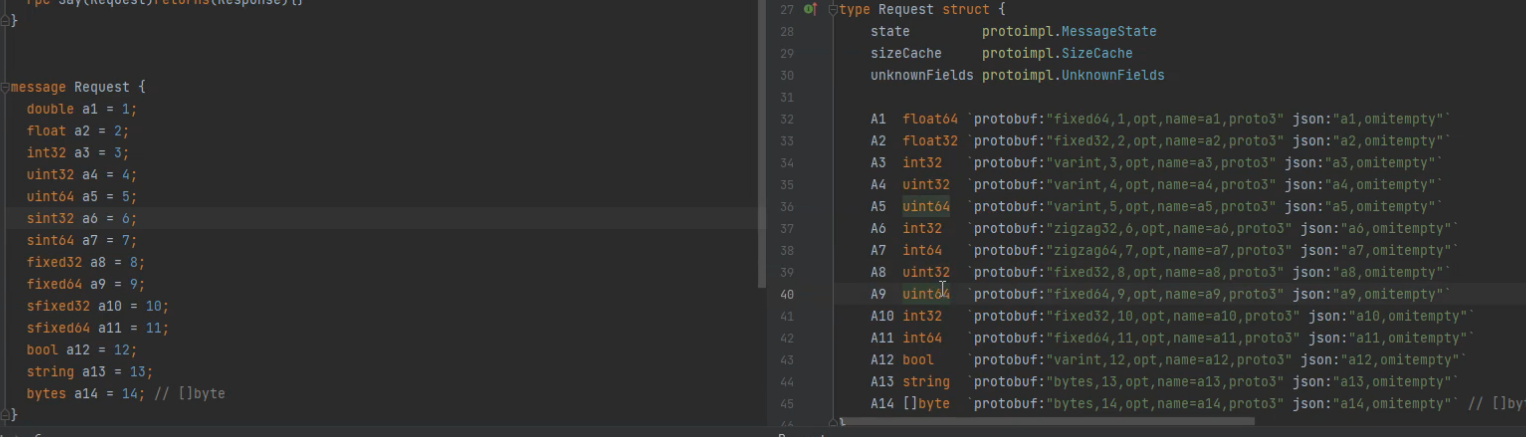 rpc Say(Request)returns(Response){}
}
message Request {
double a1 = 1;
float a2 = 2;
int32 a3 = 3;
uint32 a4 = 4;
uint64 a5 = 5;
sint32 a6 = 6;
sint64 a7 = 7;
fixed32 a8 = 8;
fixed64 a9 = 9;
sfixed32 a10 = 10;
sfixed64 a11 = 11;
bool a12 = 12;
string a13 = 13;
bytes a14 = 14; // []byte
}
27 type Request struct {
28 state protoimpl.MessageState
29 sizeCache protoimpl.SizeCache
30 unknownFields protoimpl.UnknownFields
31
32 A1 float64 `protobuf:"fixed64,1,opt,name=a1,proto3" json:"a1,omitempty"`
33 A2 float32 `protobuf:"fixed32,2,opt,name=a2,proto3" json:"a2,omitempty"`
34 A3 int32 `protobuf:"varint,3,opt,name=a3,proto3" json:"a3,omitempty"`
35 A4 uint32 `protobuf:"varint,4,opt,name=a4,proto3" json:"a4,omitempty"`
36 A5 uint64 `protobuf:"varint,5,opt,name=a5,proto3" json:"a5,omitempty"`
37 A6 int32 `protobuf:"zigzag32,6,opt,name=a6,proto3" json:"a6,omitempty"`
38 A7 int64 `protobuf:"zigzag64,7,opt,name=a7,proto3" json:"a7,omitempty"`
39 A8 uint32 `protobuf:"fixed32,8,opt,name=a8,proto3" json:"a8,omitempty"`
40 A9 uint64 `protobuf:"fixed64,9,opt,name=a9,proto3" json:"a9,omitempty"`
41 A10 int32 `protobuf:"fixed32,10,opt,name=a10,proto3" json:"a10,omitempty"`
42 A11 int64 `protobuf:"fixed64,11,opt,name=a11,proto3" json:"a11,omitempty"`
43 A12 bool `protobuf:"varint,12,opt,name=a12,proto3" json:"a12,omitempty"`
44 A13 string `protobuf:"bytes,13,opt,name=a13,proto3" json:"a13,omitempty"`
45 A14 []byte `protobuf:"bytes,14,opt,name=a14,proto3" json:"a14,omitempty"` // []by
46 }